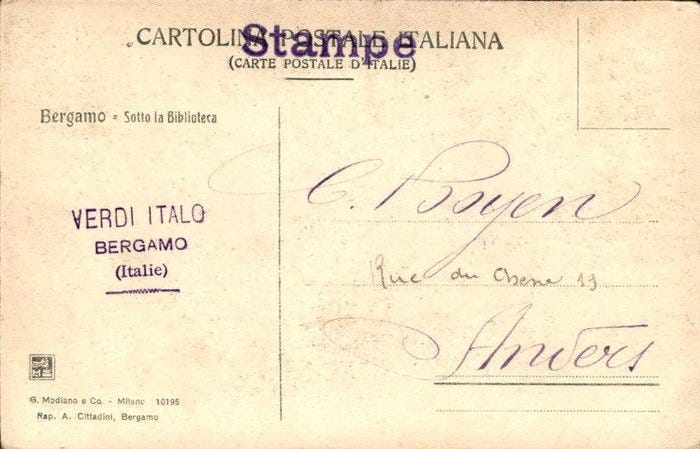 CARTOLINA POSTALE ITALIANA
Stampe
(CARTE POSTALE D'ITALIE)
Bergamo = Sotto la Biblioteca
VERDI ITALO
BERGAMO
(Italie)
C. Boyen
Rue du Chene 13
Anvers
G. Modiano e Co. - Milano 10195
Rap. A. Cittadini, Bergamo